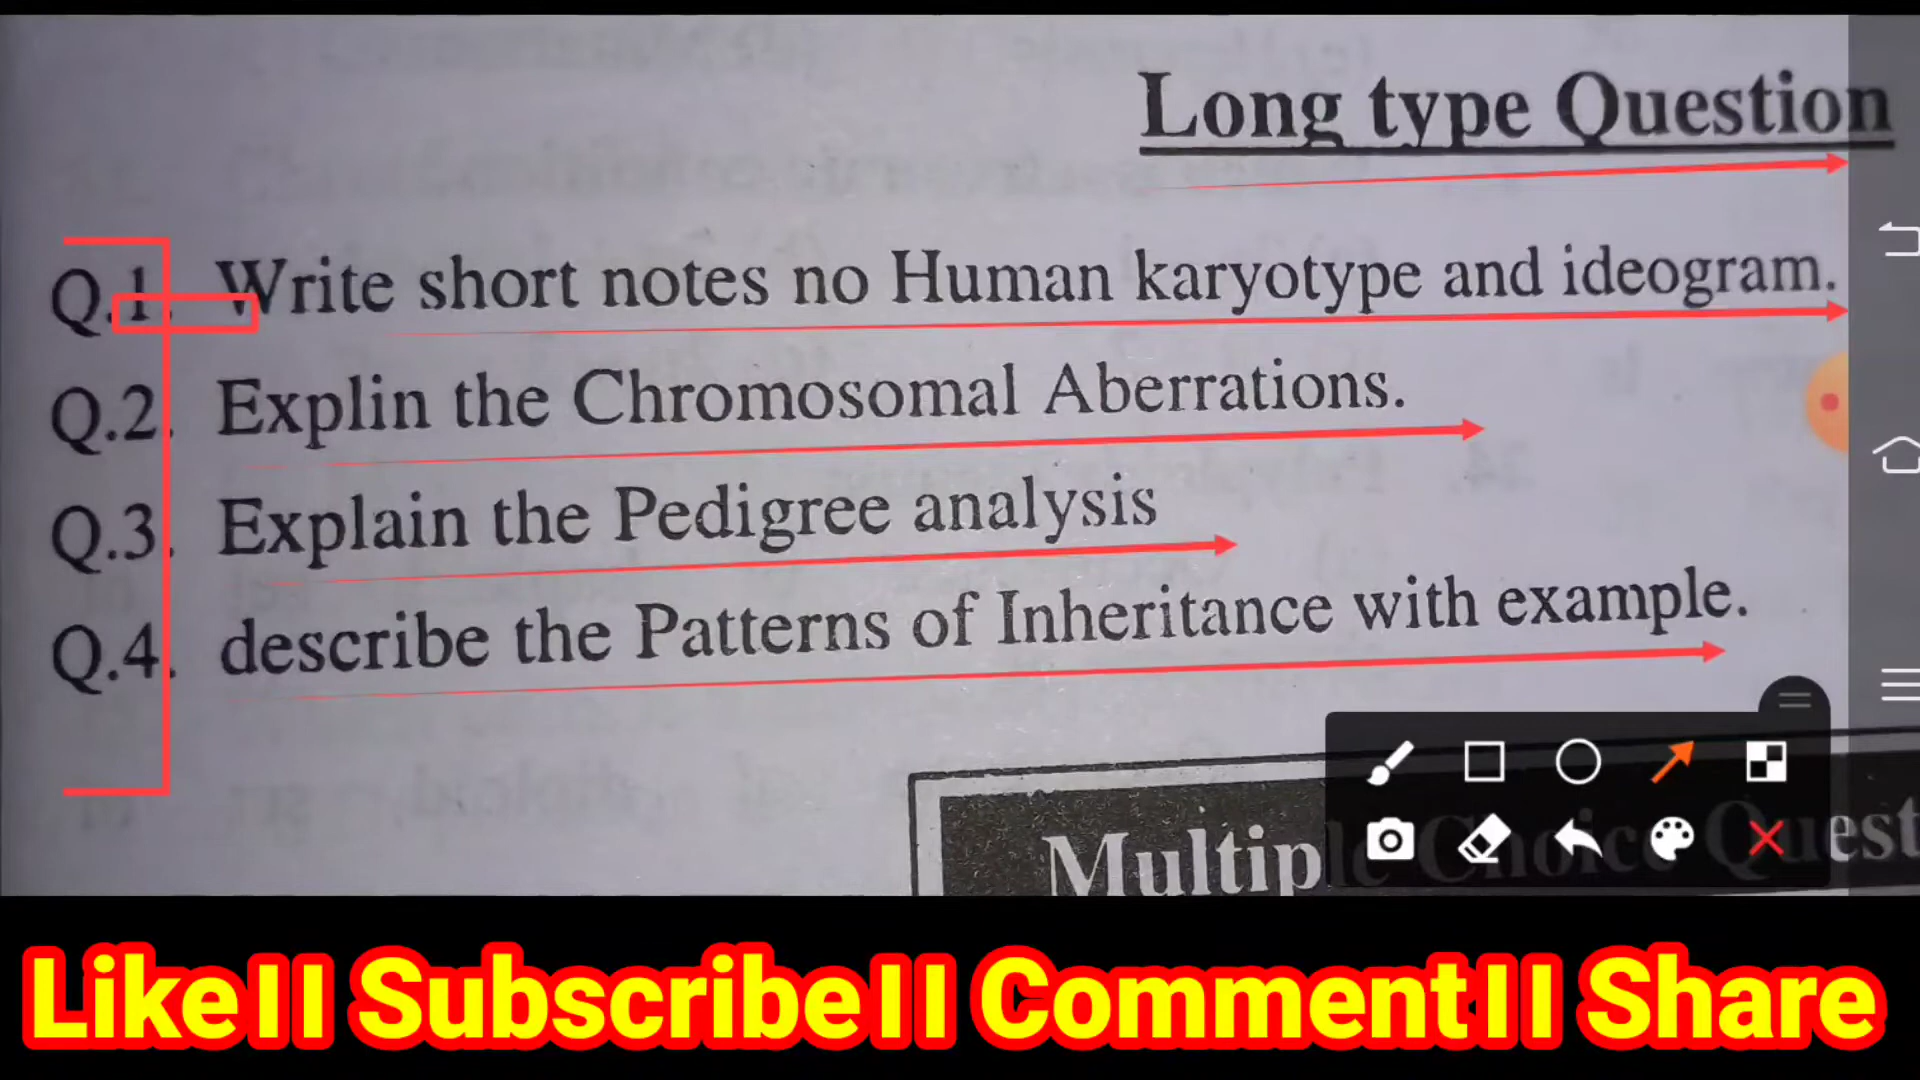 Long type Question
Q.1. Write short notes no Human karyotype and ideogram.
Q.2. Explin the Chromosomal Aberrations.
Q.3. Explain the Pedigree analysis
Q.4. describe the Patterns of Inheritance with example.
Multiple Choice Quest
Like II Subscribe II Comment II Share